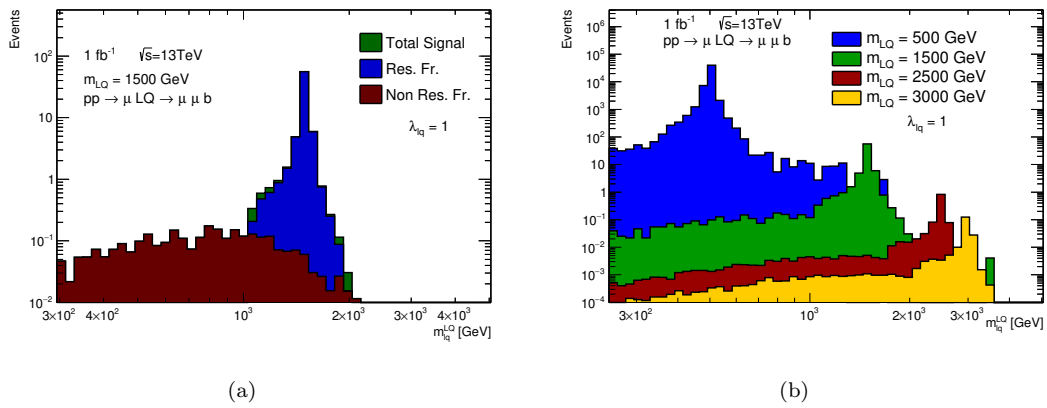 Events
10²
10
1
10⁻¹
10⁻²
1 fb⁻¹ √s=13TeV
m_LQ = 1500 GeV
pp → μ LQ → μ μ b
Total Signal
Res. Fr.
Non Res. Fr.
λ_lq = 1
3×10² 4×10² 10³ 2×10³ 3×10³ 4×10³
m_lq^LQ [GeV]
(a)
Events
10⁶
10⁵
10⁴
10³
10²
10
1
10⁻¹
10⁻²
10⁻³
10⁻⁴
1 fb⁻¹ √s=13TeV
pp → μ LQ → μ μ b
m_LQ = 500 GeV
m_LQ = 1500 GeV
m_LQ = 2500 GeV
m_LQ = 3000 GeV
λ_lq = 1
3×10² 10³ 2×10³ 3×10³
m_lq^LQ [GeV]
(b)